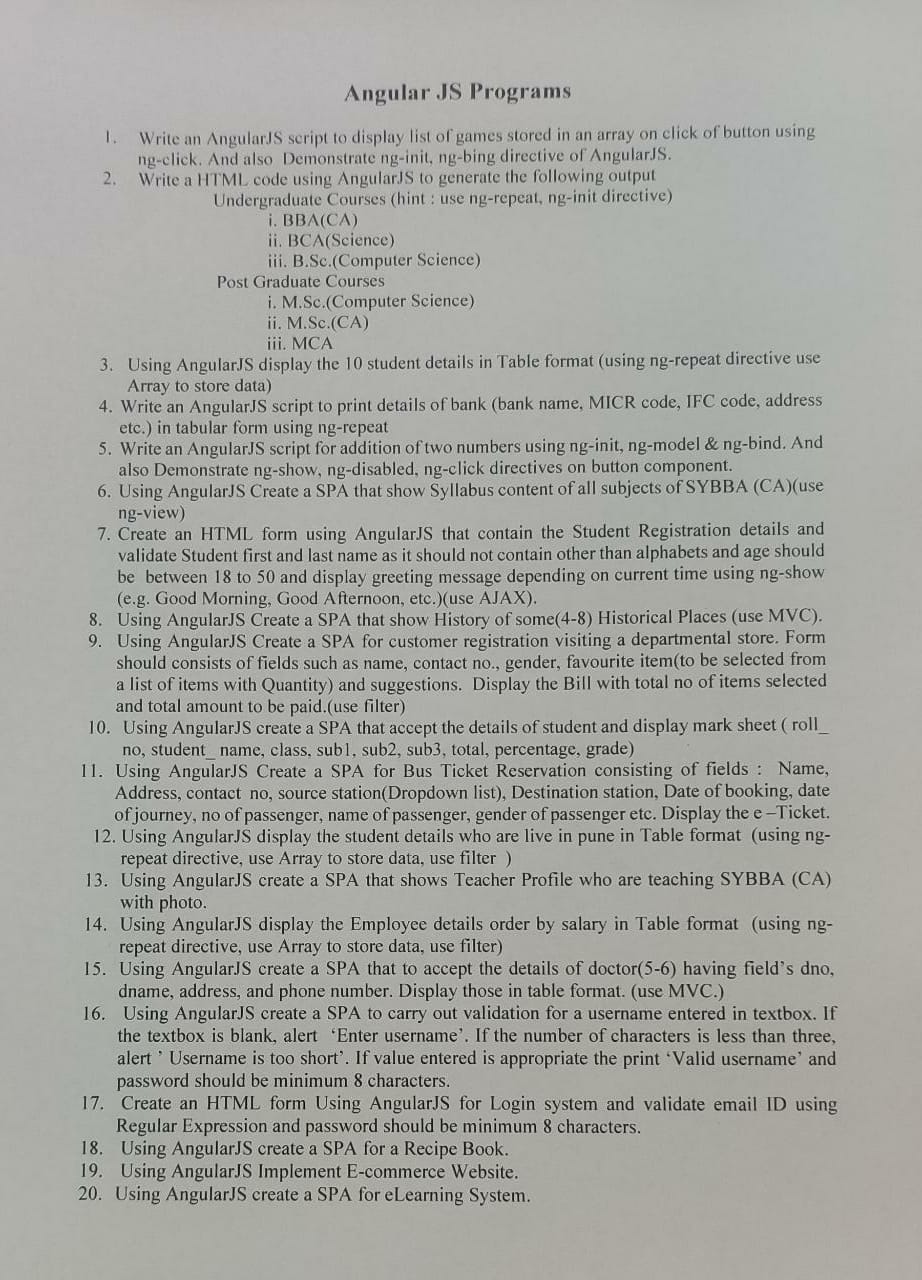 Angular JS Programs
1. Write an AngularJS script to display list of games stored in an array on click of button using
ng-click. And also Demonstrate ng-init, ng-bing directive of AngularJS.
2. Write a HTML code using AngularJS to generate the following output
Undergraduate Courses (hint : use ng-repeat, ng-init directive)
i. BBA(CA)
ii. BCA(Science)
iii. B.Sc.(Computer Science)
Post Graduate Courses
i. M.Sc.(Computer Science)
ii. M.Sc.(CA)
iii. MCA
3. Using AngularJS display the 10 student details in Table format (using ng-repeat directive use
Array to store data)
4. Write an AngularJS script to print details of bank (bank name, MICR code, IFC code, address
etc.) in tabular form using ng-repeat
5. Write an AngularJS script for addition of two numbers using ng-init, ng-model & ng-bind. And
also Demonstrate ng-show, ng-disabled, ng-click directives on button component.
6. Using AngularJS Create a SPA that show Syllabus content of all subjects of SYBBA (CA)(use
ng-view)
7. Create an HTML form using AngularJS that contain the Student Registration details and
validate Student first and last name as it should not contain other than alphabets and age should
be between 18 to 50 and display greeting message depending on current time using ng-show
(e.g. Good Morning, Good Afternoon, etc.)(use AJAX).
8. Using AngularJS Create a SPA that show History of some(4-8) Historical Places (use MVC).
9. Using AngularJS Create a SPA for customer registration visiting a departmental store. Form
should consists of fields such as name, contact no., gender, favourite item(to be selected from
a list of items with Quantity) and suggestions. Display the Bill with total no of items selected
and total amount to be paid.(use filter)
10. Using AngularJS create a SPA that accept the details of student and display mark sheet ( roll_
no, student_name, class, sub1, sub2, sub3, total, percentage, grade)
11. Using AngularJS Create a SPA for Bus Ticket Reservation consisting of fields : Name,
Address, contact no, source station(Dropdown list), Destination station, Date of booking, date
of journey, no of passenger, name of passenger, gender of passenger etc. Display the e –Ticket.
12. Using AngularJS display the student details who are live in pune in Table format (using ng-
repeat directive, use Array to store data, use filter )
13. Using AngularJS create a SPA that shows Teacher Profile who are teaching SYBBA (CA)
with photo.
14. Using AngularJS display the Employee details order by salary in Table format (using ng-
repeat directive, use Array to store data, use filter)
15. Using AngularJS create a SPA that to accept the details of doctor(5-6) having field's dno,
dname, address, and phone number. Display those in table format. (use MVC.)
16. Using AngularJS create a SPA to carry out validation for a username entered in textbox. If
the textbox is blank, alert ‘Enter username’. If the number of characters is less than three,
alert ’ Username is too short’. If value entered is appropriate the print ‘Valid username’ and
password should be minimum 8 characters.
17. Create an HTML form Using AngularJS for Login system and validate email ID using
Regular Expression and password should be minimum 8 characters.
18. Using AngularJS create a SPA for a Recipe Book.
19. Using AngularJS Implement E-commerce Website.
20. Using AngularJS create a SPA for eLearning System.